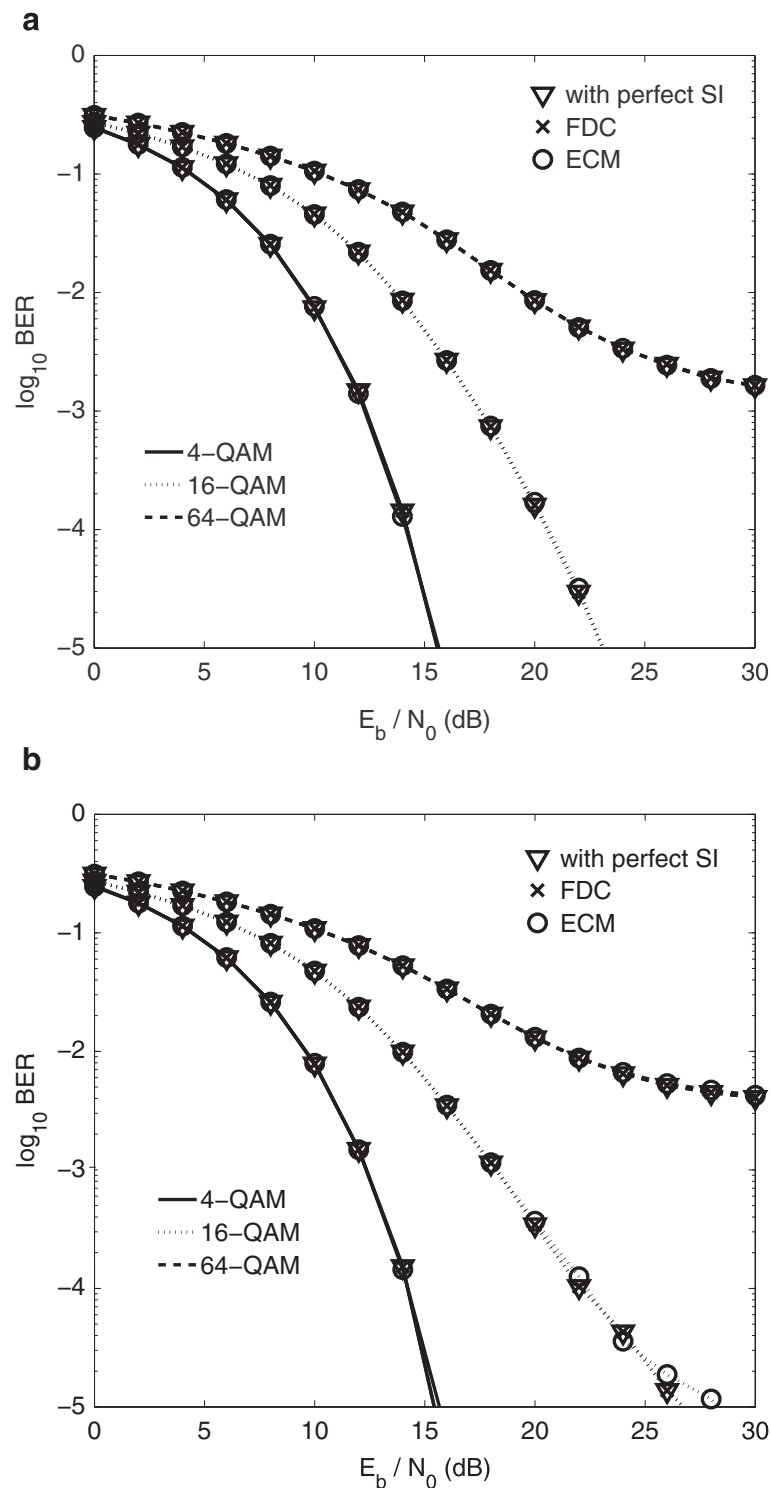 a
0
−1
−2
−3
−4
−5
log10 BER
with perfect SI
FDC
ECM
4−QAM
16−QAM
64−QAM
0 5 10 15 20 25 30
Eb / N0 (dB)
b
0
−1
−2
−3
−4
−5
log10 BER
with perfect SI
FDC
ECM
4−QAM
16−QAM
64−QAM
0 5 10 15 20 25 30
Eb / N0 (dB)